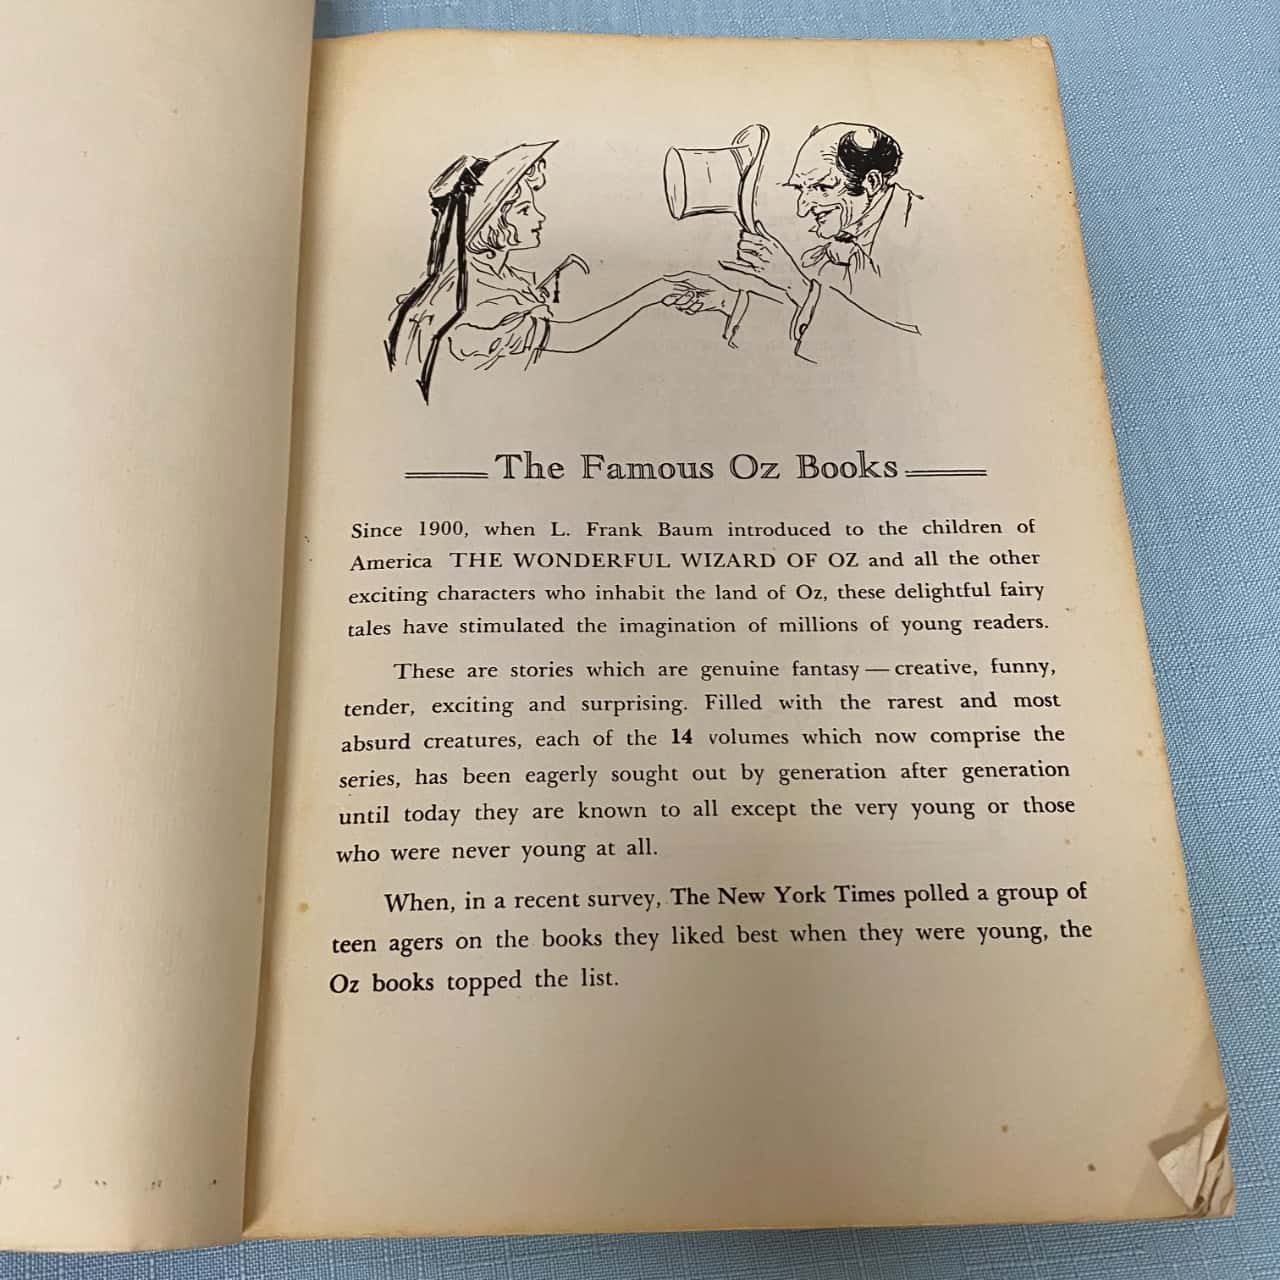 The Famous Oz Books
Since 1900, when L. Frank Baum introduced to the children of
America THE WONDERFUL WIZARD OF OZ and all the other
exciting characters who inhabit the land of Oz, these delightful fairy
tales have stimulated the imagination of millions of young readers.
These are stories which are genuine fantasy — creative, funny,
tender, exciting and surprising. Filled with the rarest and most
absurd creatures, each of the 14 volumes which now comprise the
series, has been eagerly sought out by generation after generation
until today they are known to all except the very young or those
who were never young at all.
When, in a recent survey, The New York Times polled a group of
teen agers on the books they liked best when they were young, the
Oz books topped the list.